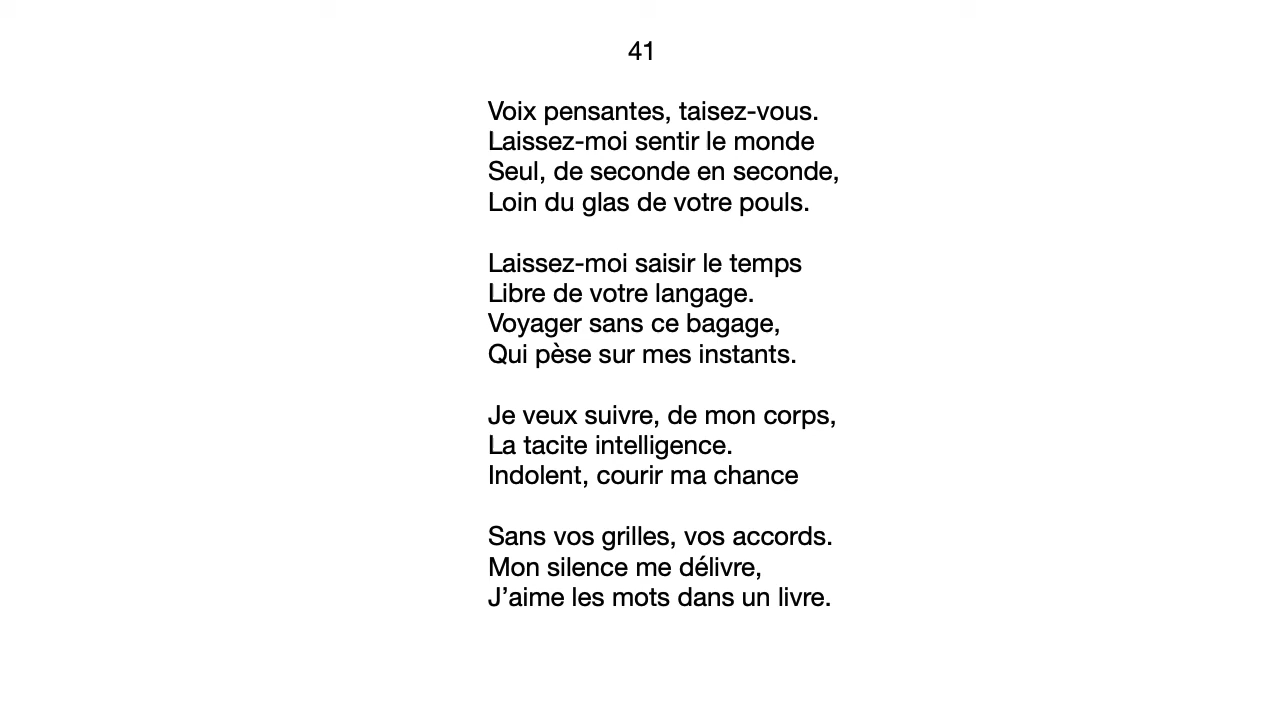 41
Voix pensantes, taisez-vous.
Laissez-moi sentir le monde
Seul, de seconde en seconde,
Loin du glas de votre pouls.
Laissez-moi saisir le temps
Libre de votre langage.
Voyager sans ce bagage,
Qui pèse sur mes instants.
Je veux suivre, de mon corps,
La tacite intelligence.
Indolent, courir ma chance
Sans vos grilles, vos accords.
Mon silence me délivre,
J’aime les mots dans un livre.